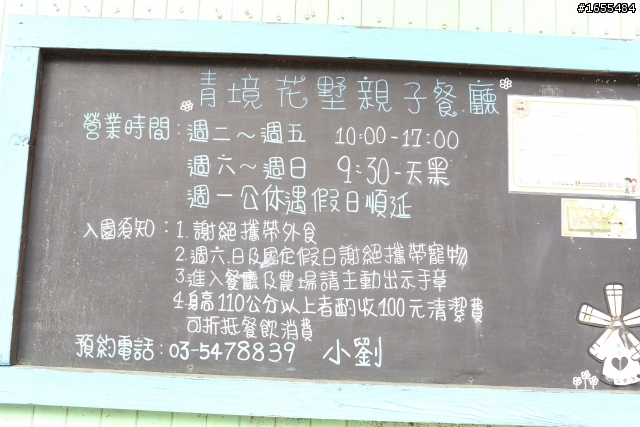 #1655484
青境花墅親子餐廳
營業時間：週二～週五 10:00-17:00
週六～週日 9:30-天黑
週一公休遇假日順延
入園須知：1.謝絕攜帶外食
2.週六.日及國定假日謝絕攜帶寵物
3.進入餐廳及農場請主動出示手章
4.身高110公分以上者酌收100元清潔費
可折抵餐飲消費
預約電話：03-5478839 小劉